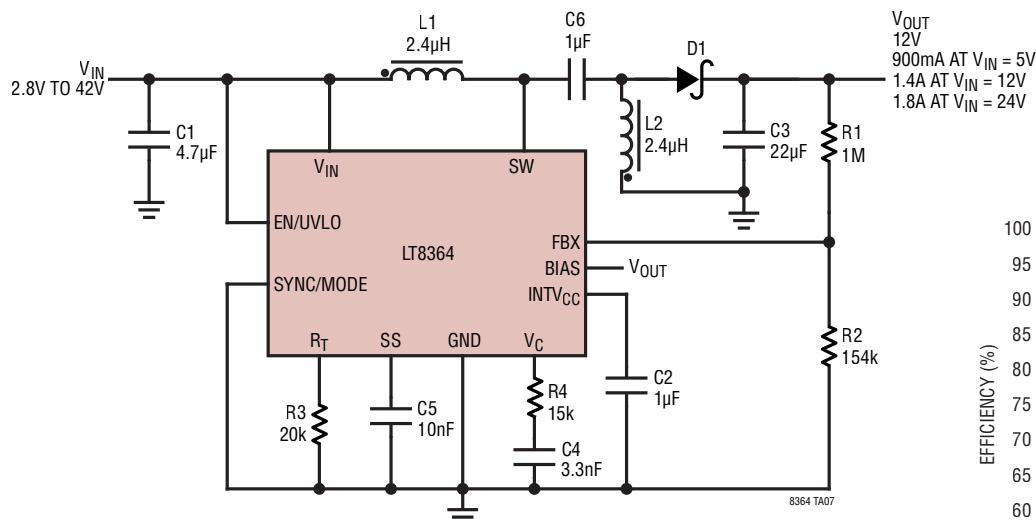 L1
2.4µH
C6
1µF
D1
VOUT
12V
900mA AT VIN = 5V
1.4A AT VIN = 12V
1.8A AT VIN = 24V
VIN
2.8V TO 42V
C1
4.7µF
L2
2.4µH
C3
22µF
R1
1M
VIN
SW
EN/UVLO
LT8364
FBX
BIAS
VOUT
SYNC/MODE
INTVCC
RT
SS
GND
VC
R2
154k
R3
20k
C5
10nF
R4
15k
C4
3.3nF
C2
1µF
8364 TA07
EFFICIENCY (%)
100
95
90
85
80
75
70
65
60